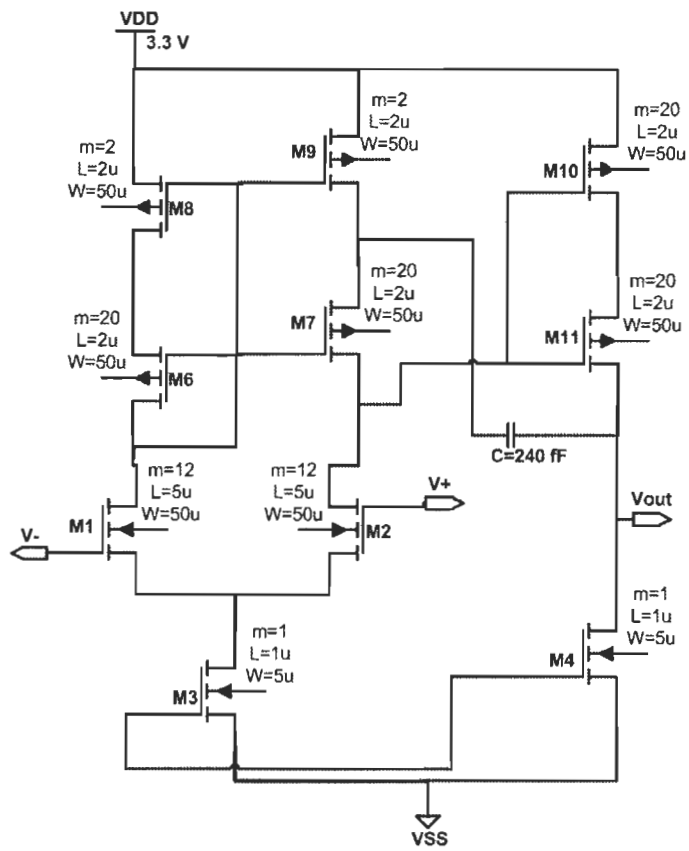 VDD
3.3 V
m=2
L=2u
W=50u
M8
m=2
L=2u
W=50u
M9
m=20
L=2u
W=50u
M10
m=20
L=2u
W=50u
M6
m=20
L=2u
W=50u
M7
m=20
L=2u
W=50u
M11
C=240 fF
m=12
L=5u
W=50u
M1
V-
m=12
L=5u
W=50u
M2
V+
Vout
m=1
L=1u
W=5u
M3
m=1
L=1u
W=5u
M4
VSS